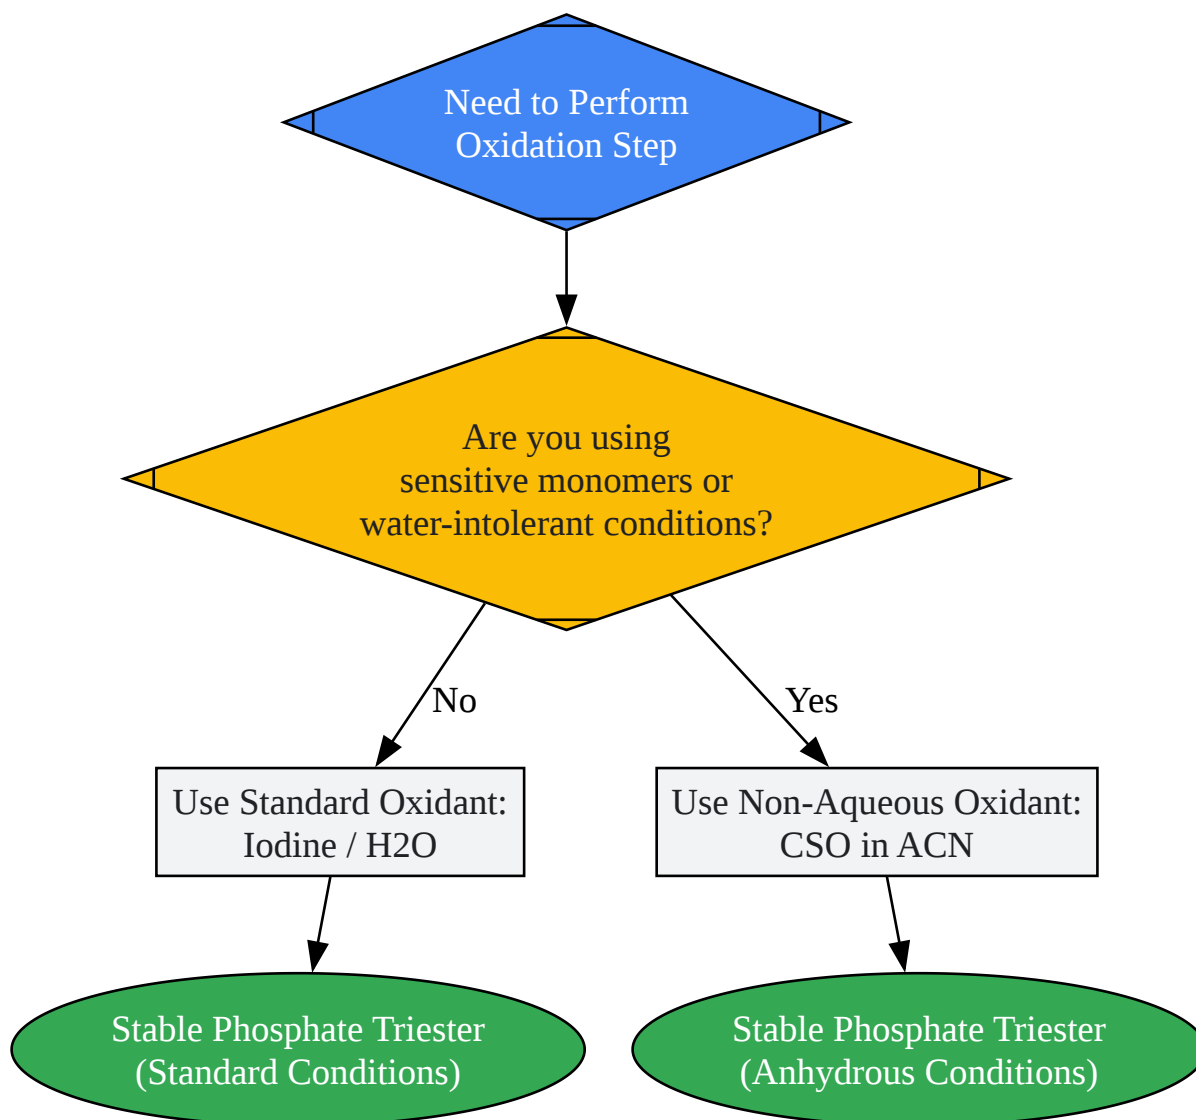 Need to Perform
Oxidation Step
Are you using
sensitive monomers or
water-intolerant conditions?
No
Yes
Use Standard Oxidant:
Iodine / H2O
Use Non-Aqueous Oxidant:
CSO in ACN
Stable Phosphate Triester
(Standard Conditions)
Stable Phosphate Triester
(Anhydrous Conditions)